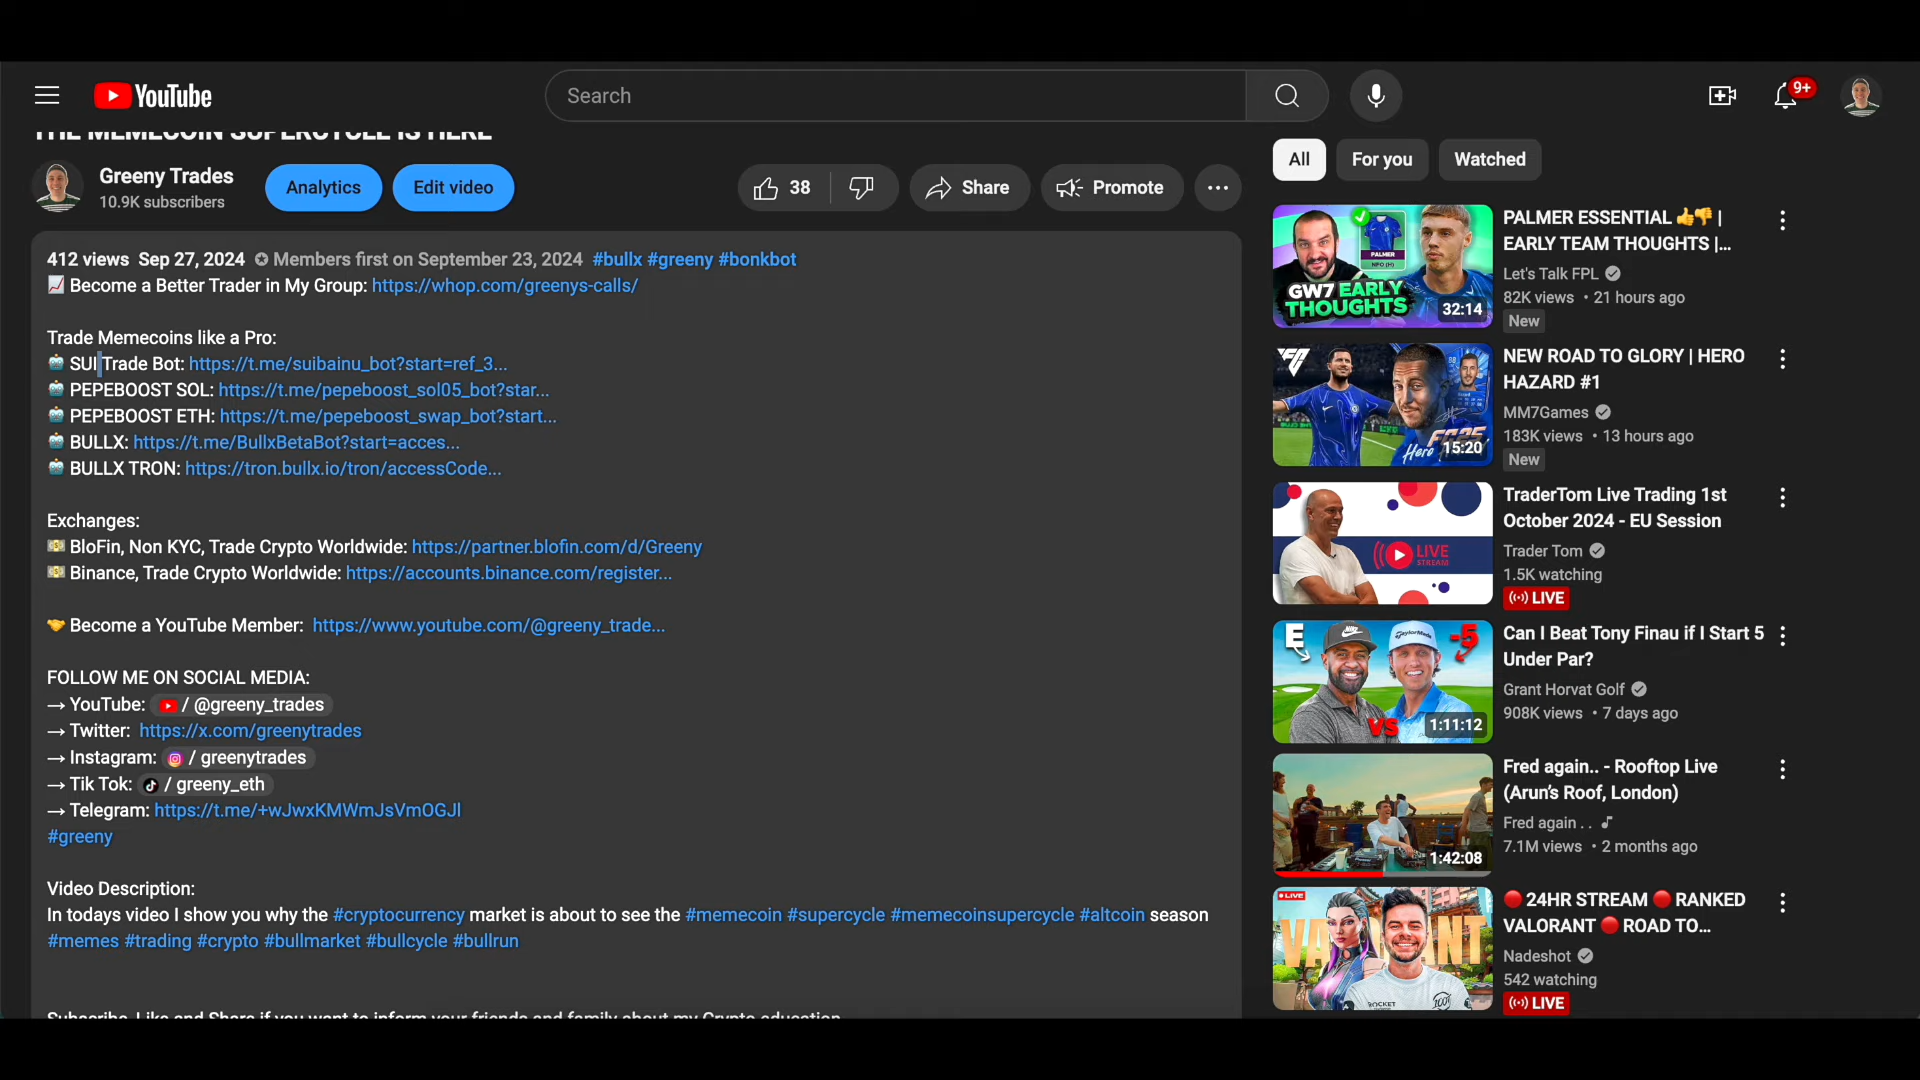 YouTube
Search
9+
THE MEMECOIN SUPERCYCLE IS HERE
Greeny Trades
10.9K subscribers
Analytics
Edit video
38
Share
Promote
412 views Sep 27, 2024 Members first on September 23, 2024 #bullx #greeny #bonkbot
Become a Better Trader in My Group: https://whop.com/greenys-calls/
Trade Memecoins like a Pro:
SUI Trade Bot: https://t.me/suibainu_bot?start=ref_3...
PEPEBOOST SOL: https://t.me/pepeboost_sol05_bot?star...
PEPEBOOST ETH: https://t.me/pepeboost_swap_bot?start...
BULLX: https://t.me/BullxBetaBot?start=acces...
BULLX TRON: https://tron.bullx.io/tron/accessCode...
Exchanges:
BloFin, Non KYC, Trade Crypto Worldwide: https://partner.blofin.com/d/Greeny
Binance, Trade Crypto Worldwide: https://accounts.binance.com/register...
Become a YouTube Member: https://www.youtube.com/@greeny_trade...
FOLLOW ME ON SOCIAL MEDIA:
→ YouTube: / @greeny_trades
→ Twitter: https://x.com/greenytrades
→ Instagram: / greenytrades
→ Tik Tok: / greeny_eth
→ Telegram: https://t.me/+wJwxKMWmJsVmOGJl
#greeny
Video Description:
In todays video I show you why the #cryptocurrency market is about to see the #memecoin #supercycle #memecoinsupercycle #altcoin season
#memes #trading #crypto #bullmarket #bullcycle #bullrun
Subscribe, Like and Share if you want to inform your friends and family about my Crypto education
All
For you
Watched
PALMER
NPO (H)
GW7 EARLY
THOUGHTS
32:14
PALMER ESSENTIAL 👍👎 |
EARLY TEAM THOUGHTS |...
Let's Talk FPL
82K views • 21 hours ago
New
Hero
FC25
15:20
NEW ROAD TO GLORY | HERO
HAZARD #1
MM7Games
183K views • 13 hours ago
New
LIVE
STREAM
TraderTom Live Trading 1st
October 2024 - EU Session
Trader Tom
1.5K watching
LIVE
E
-5
TaylorMade
VS
1:11:12
Can I Beat Tony Finau if I Start 5
Under Par?
Grant Horvat Golf
908K views • 7 days ago
1:42:08
Fred again.. - Rooftop Live
(Arun's Roof, London)
Fred again . .
7.1M views • 2 months ago
LIVE
VALORANT
ROCKET
🔴 24HR STREAM 🔴 RANKED
VALORANT 🔴 ROAD TO...
Nadeshot
542 watching
LIVE